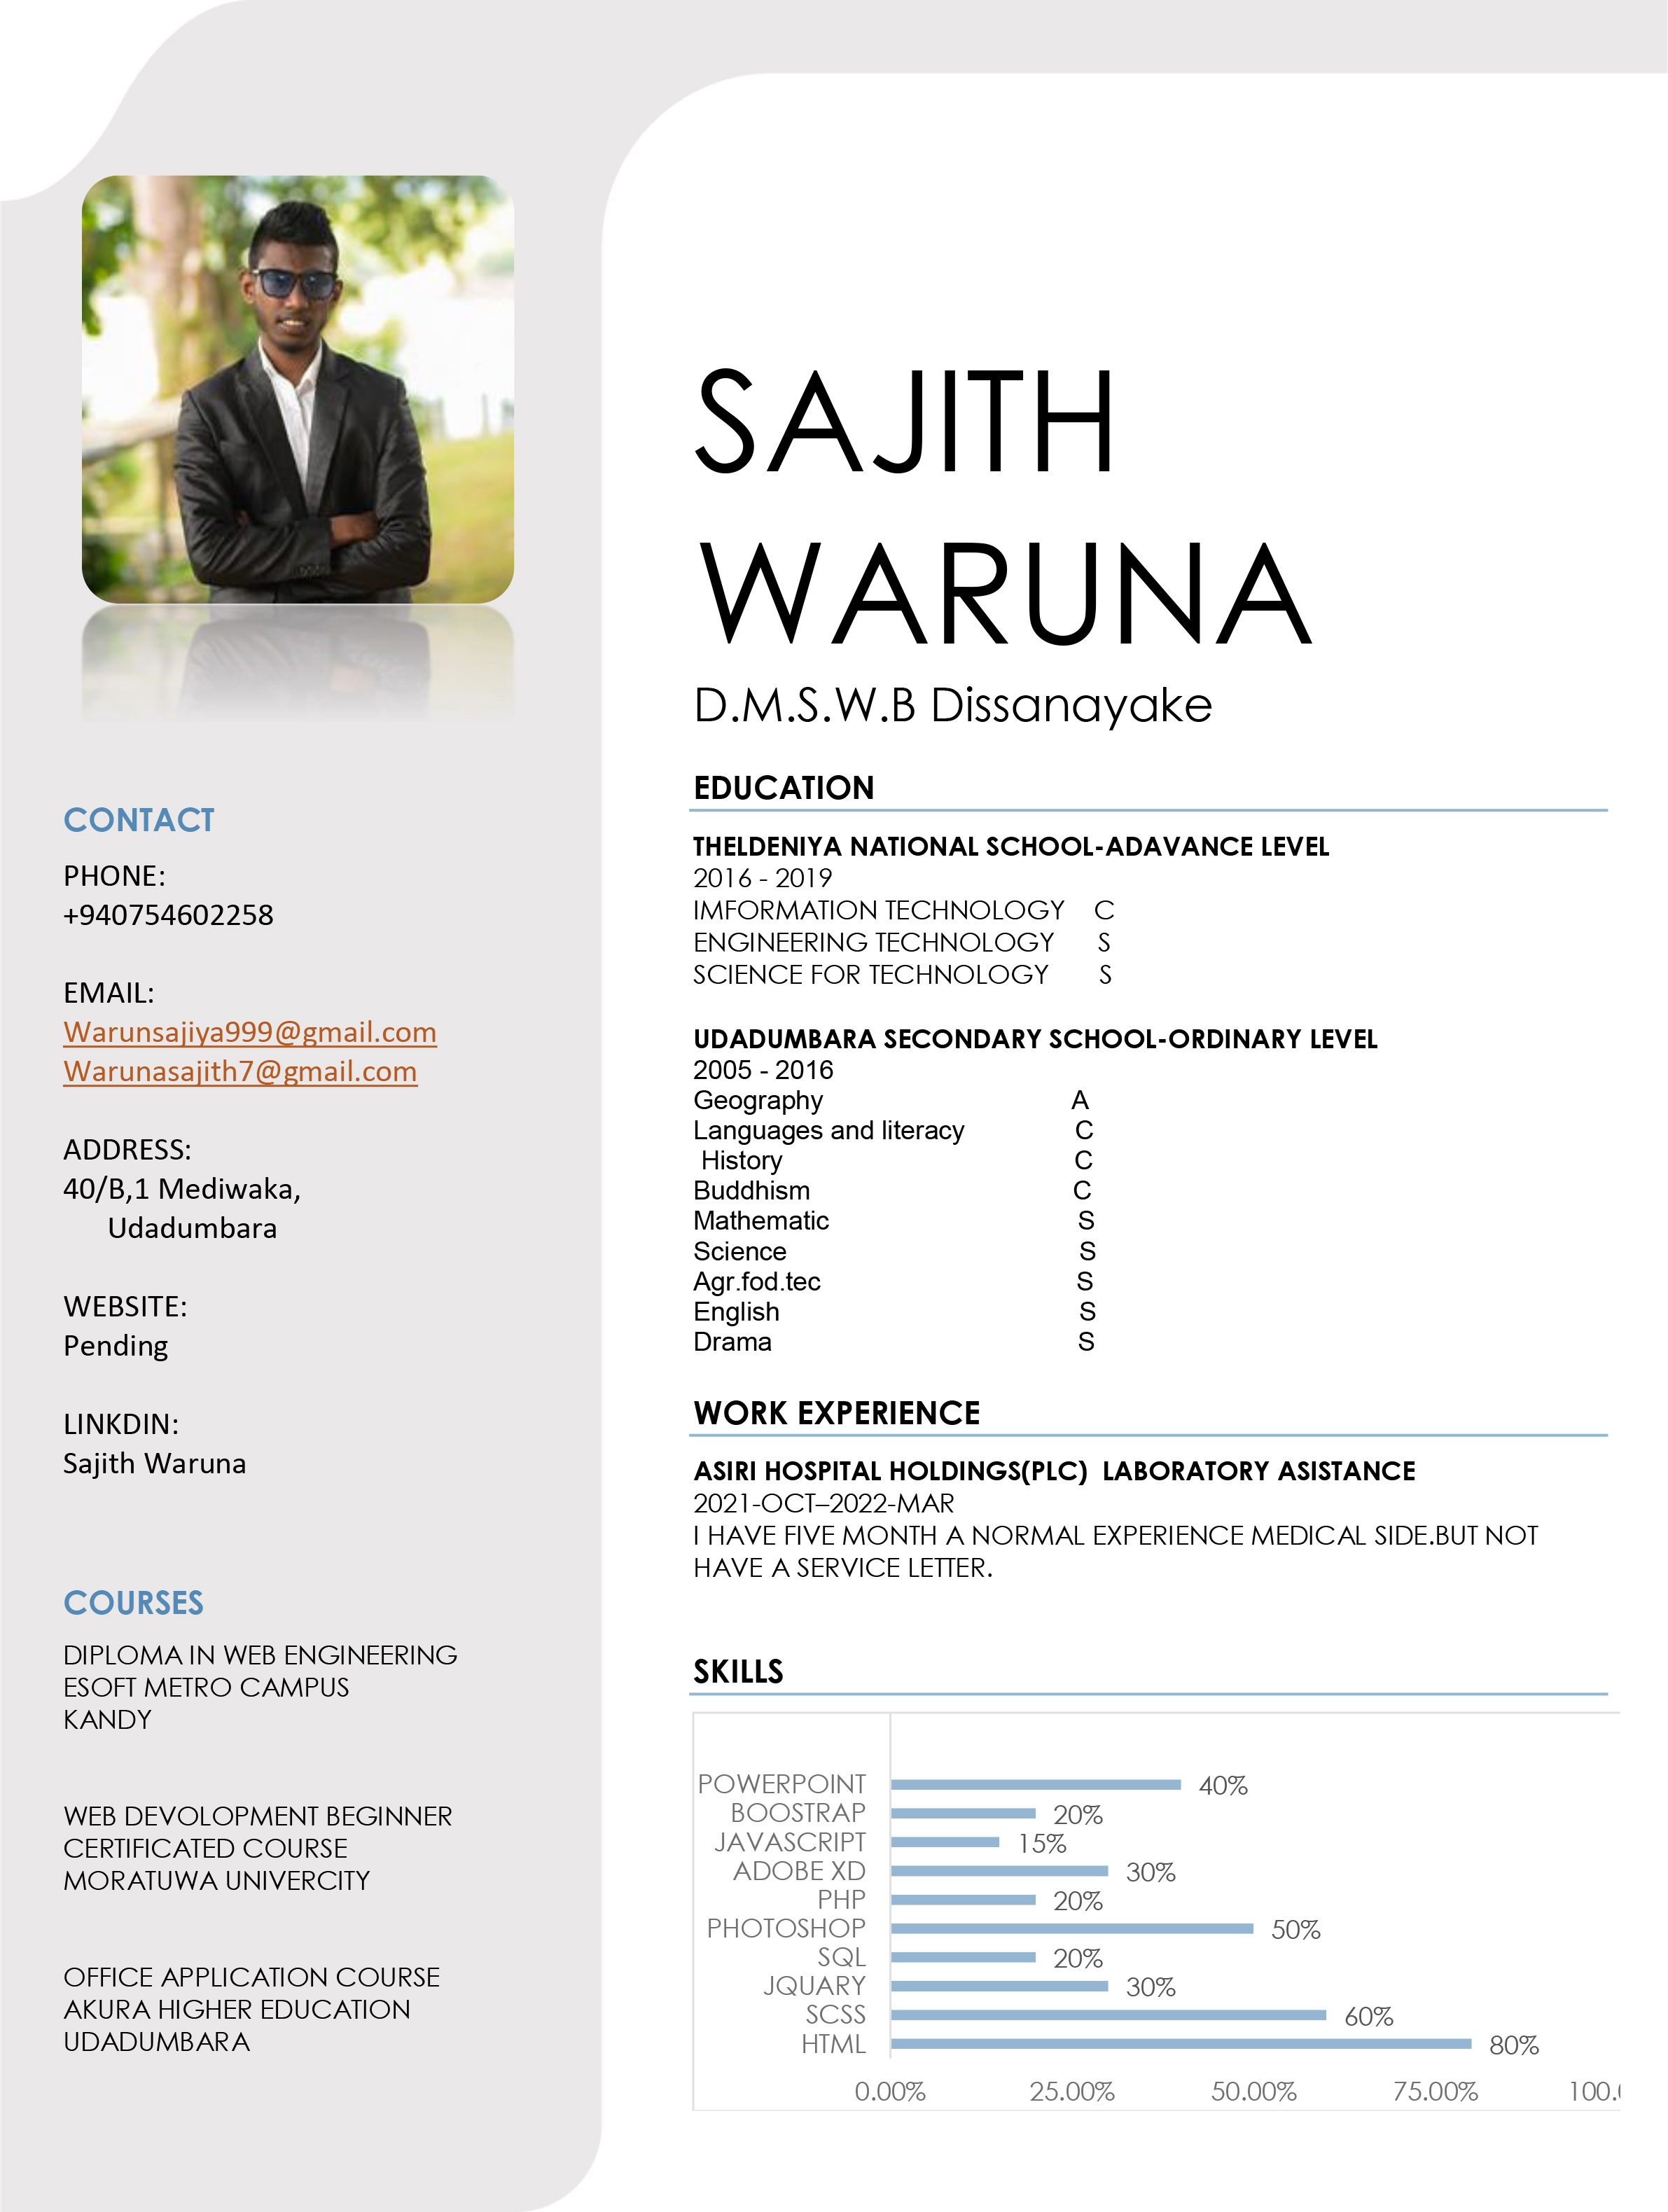 SAJITH
WARUNA
D.M.S.W.B Dissanayake
CONTACT
PHONE:
+940754602258
EMAIL:
Warunsajiya999@gmail.com
Warunasajith7@gmail.com
ADDRESS:
40/B,1 Mediwaka,
Udadumbara
WEBSITE:
Pending
LINKDIN:
Sajith Waruna
COURSES
DIPLOMA IN WEB ENGINEERING
ESOFT METRO CAMPUS
KANDY
WEB DEVOLOPMENT BEGINNER
CERTIFICATED COURSE
MORATUWA UNIVERCITY
OFFICE APPLICATION COURSE
AKURA HIGHER EDUCATION
UDADUMBARA
EDUCATION
THELDENIYA NATIONAL SCHOOL-ADAVANCE LEVEL
2016 - 2019
IMFORMATION TECHNOLOGY C
ENGINEERING TECHNOLOGY S
SCIENCE FOR TECHNOLOGY S
UDADUMBARA SECONDARY SCHOOL-ORDINARY LEVEL
2005 - 2016
Geography A
Languages and literacy C
History C
Buddhism C
Mathematic S
Science S
Agr.fod.tec S
English S
Drama S
WORK EXPERIENCE
ASIRI HOSPITAL HOLDINGS(PLC) LABORATORY ASISTANCE
2021-OCT–2022-MAR
I HAVE FIVE MONTH A NORMAL EXPERIENCE MEDICAL SIDE.BUT NOT
HAVE A SERVICE LETTER.
SKILLS
POWERPOINT 40%
BOOSTRAP 20%
JAVASCRIPT 15%
ADOBE XD 30%
PHP 20%
PHOTOSHOP 50%
SQL 20%
JQUARY 30%
SCSS 60%
HTML 80%
0.00% 25.00% 50.00% 75.00% 100.